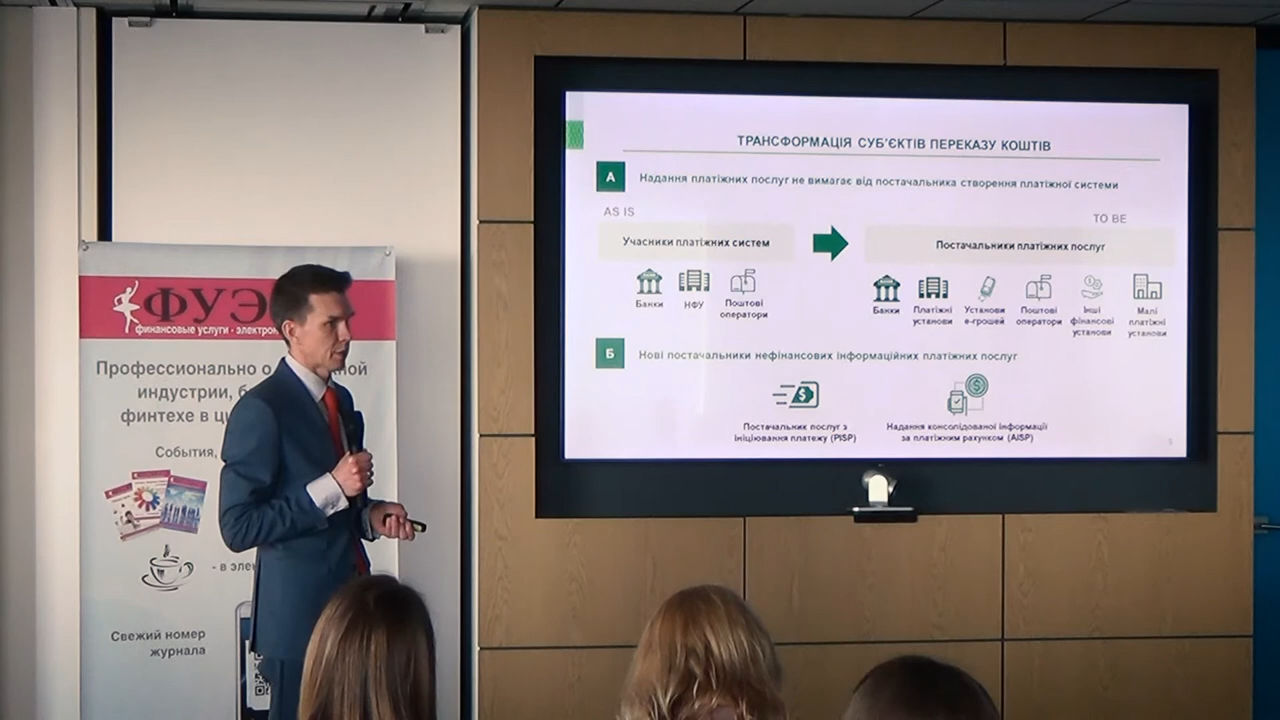 ФУЭ
финансовые услуги - электрон
Профессионально о
ной
индустрии,
финтехе в
События,
- в
Свежий номер
журнала
ТРАНСФОРМАЦІЯ СУБ'ЄКТІВ ПЕРЕКАЗУ КОШТІВ
А
Надання платіжних послуг не вимагає від постачальника створення платіжної системи
AS IS
TO BE
Учасники платіжних систем
Постачальники платіжних послуг
Банки
НФУ
Поштові
оператори
Банки
Платіжні
установи
Установи
е-грошей
Поштові
оператори
Інші
фінансові
установи
Малі
платіжні
установи
Б
Нові постачальники нефінансових інформаційних платіжних послуг
Постачальник послуг з
ініціювання платежу (PISP)
Надання консолідованої інформації
за платіжним рахунком (AISP)